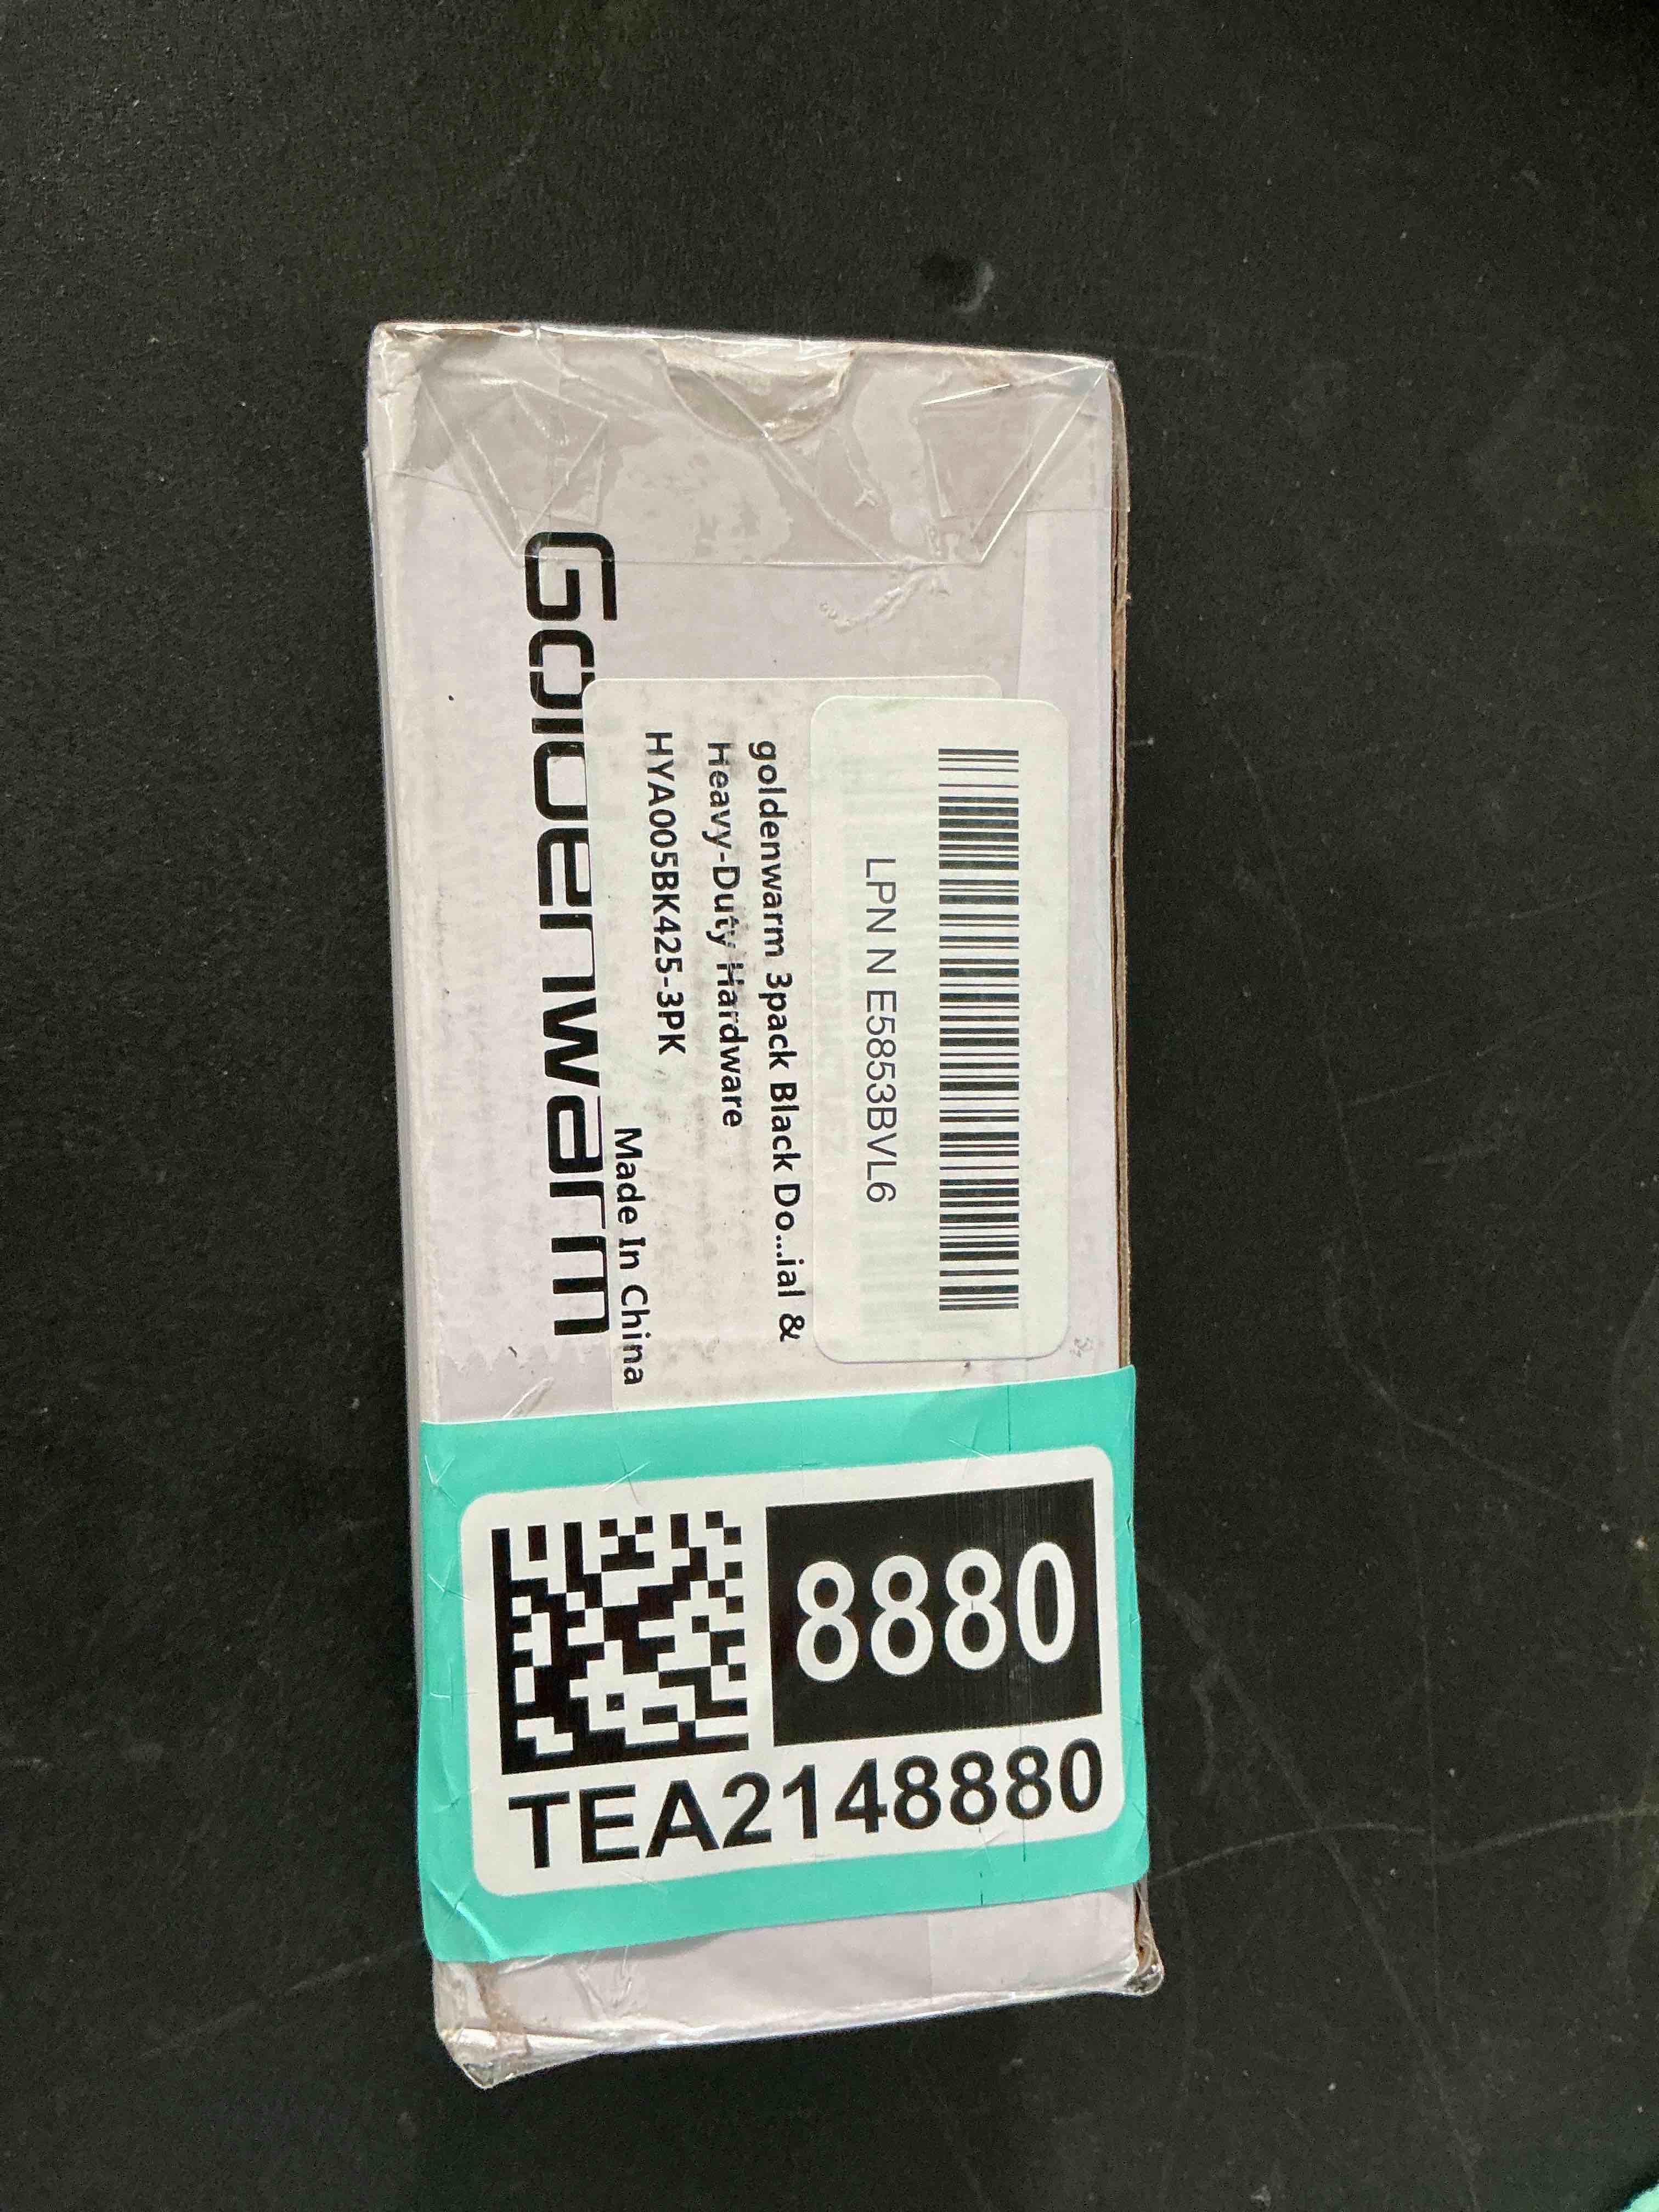 Goldenwarm
LPN N E5853BVL6
goldenwarm 3pack Black Do...ial &
Heavy-Duty Hardware
HYA005BK425-3PK
Made In China
8880
TEA2148880